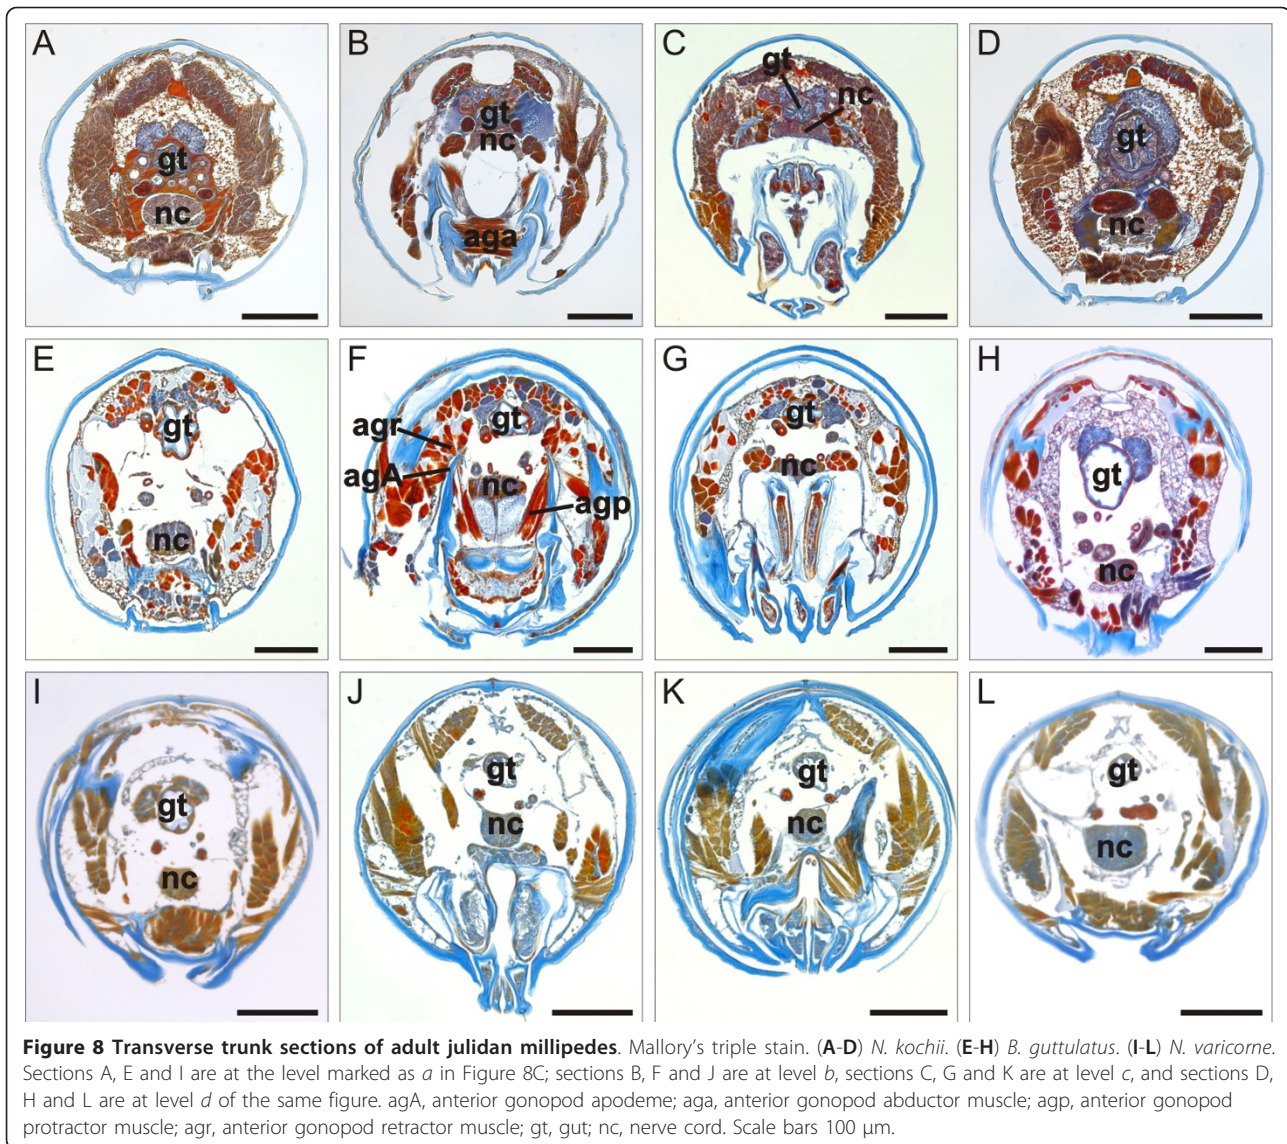 A
B
C
D
gt
nc
gt
nc
aga
gt
nc
gt
nc
E
F
G
H
gt
nc
agr
agA
gt
nc
agp
gt
nc
gt
nc
I
J
K
L
gt
nc
gt
nc
gt
nc
gt
nc
Figure 8 Transverse trunk sections of adult julidan millipedes. Mallory's triple stain. (A-D) N. kochii. (E-H) B. guttulatus. (I-L) N. varicorne.
Sections A, E and I are at the level marked as a in Figure 8C; sections B, F and J are at level b, sections C, G and K are at level c, and sections D,
H and L are at level d of the same figure. agA, anterior gonopod apodeme; aga, anterior gonopod abductor muscle; agp, anterior gonopod
protractor muscle; agr, anterior gonopod retractor muscle; gt, gut; nc, nerve cord. Scale bars 100 μm.